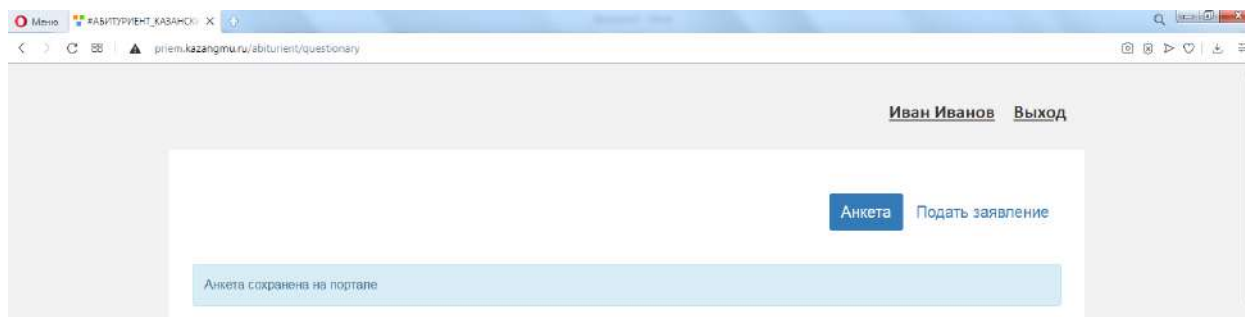 Меню
#АБИТУРИЕНТ_КАЗАНСК
priem.kazangmu.ru/abiturient/questionary
Иван Иванов Выход
Анкета Подать заявление
Анкета сохранена на портале